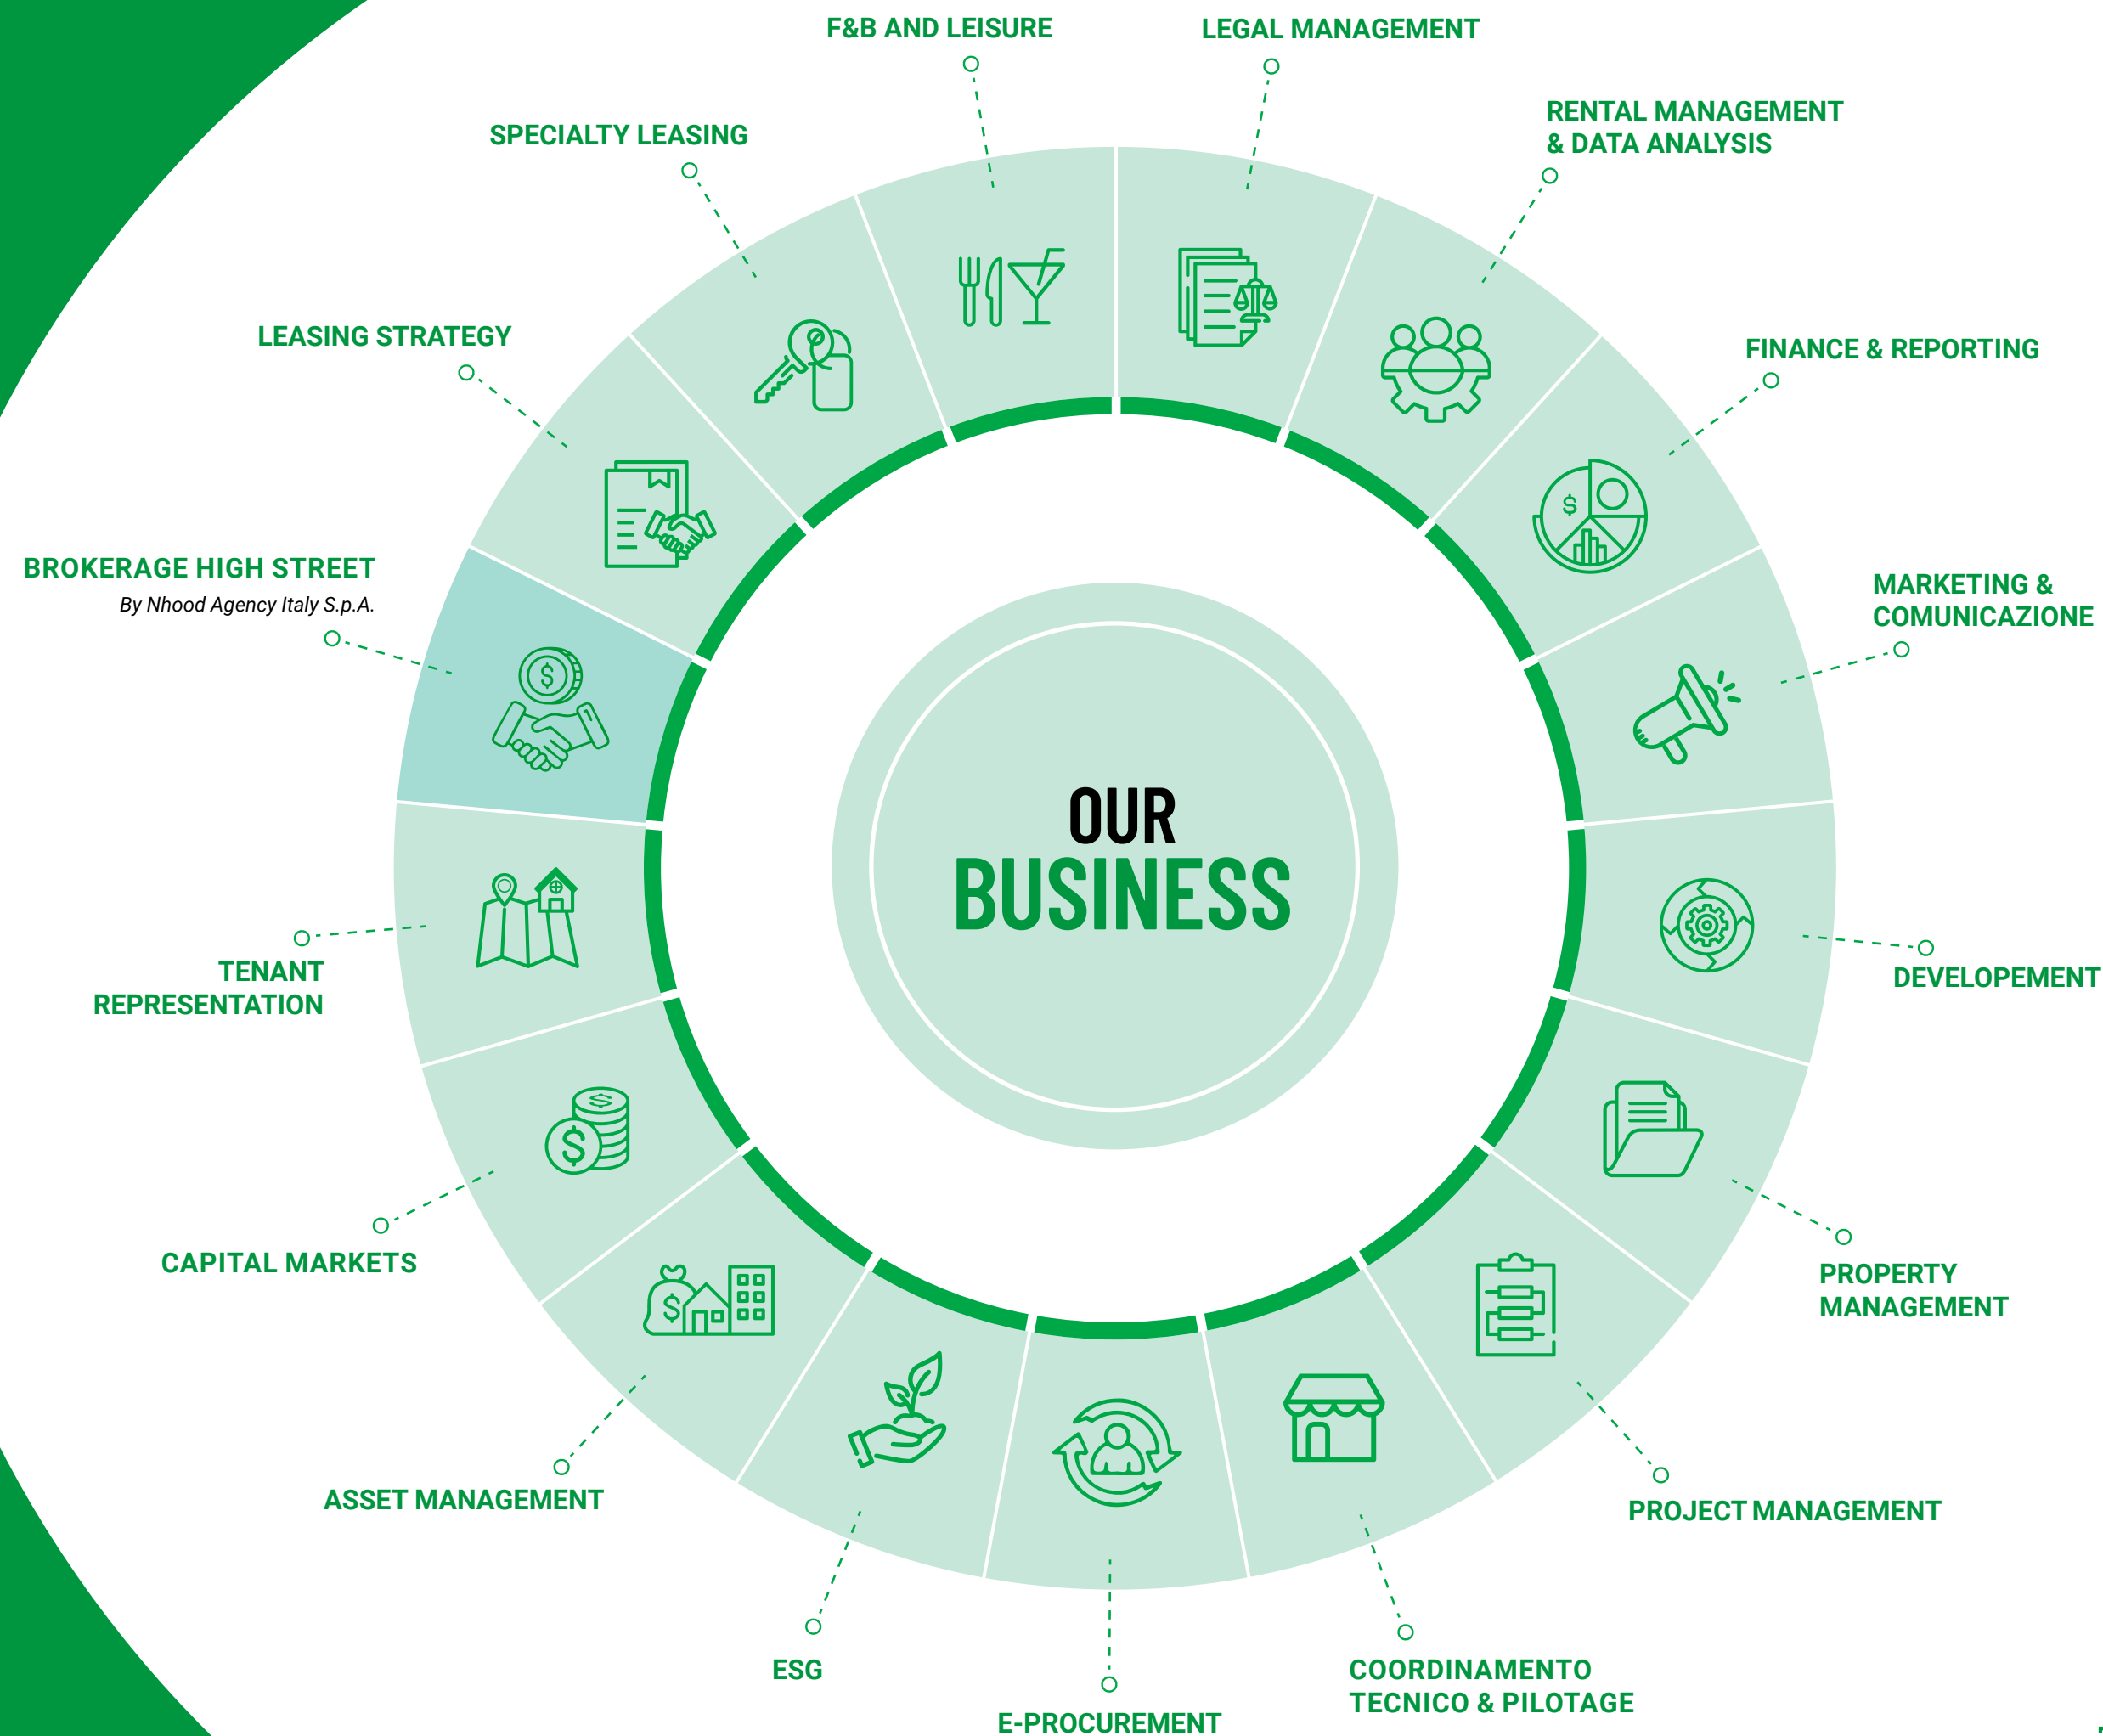 F&B AND LEISURE
LEGAL MANAGEMENT
RENTAL MANAGEMENT
& DATA ANALYSIS
SPECIALTY LEASING
LEASING STRATEGY
FINANCE & REPORTING
BROKERAGE HIGH STREET
By Nhood Agency Italy S.p.A.
MARKETING &
COMUNICAZIONE
OUR
BUSINESS
TENANT
REPRESENTATION
DEVELOPEMENT
CAPITAL MARKETS
PROPERTY
MANAGEMENT
ASSET MANAGEMENT
PROJECT MANAGEMENT
ESG
COORDINAMENTO
TECNICO & PILOTAGE
E-PROCUREMENT